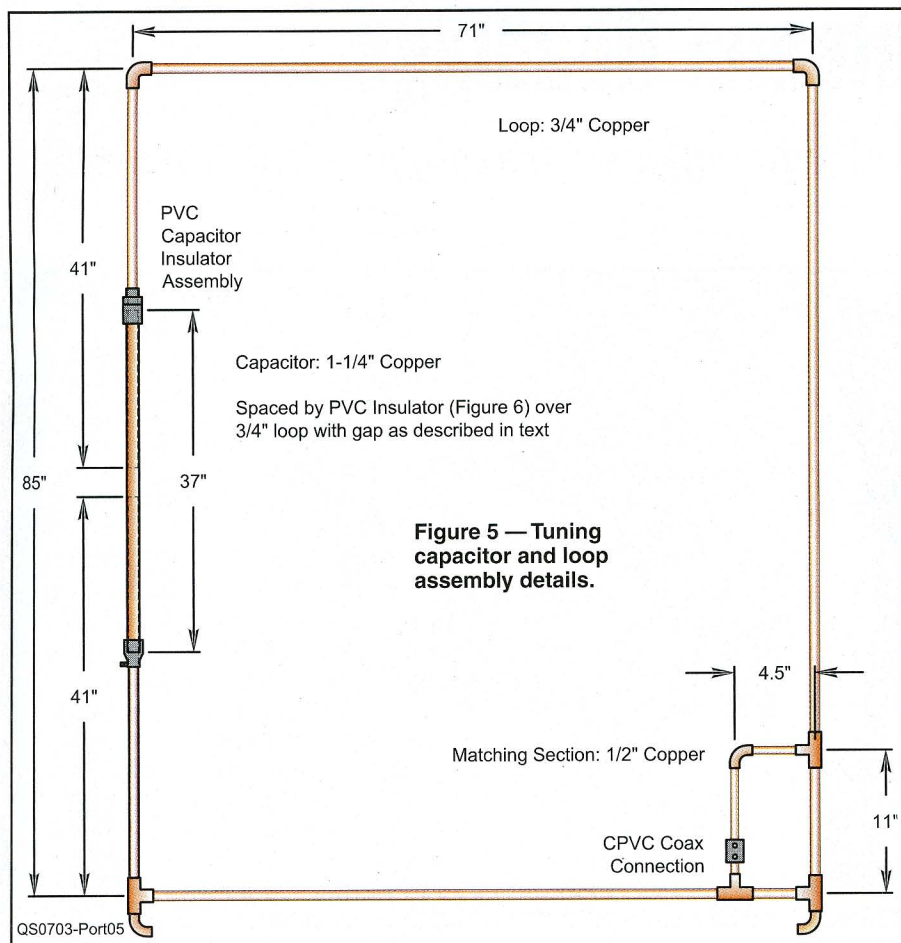 71"
Loop: 3/4" Copper
PVC
Capacitor
Insulator
Assembly
41"
Capacitor: 1-1/4" Copper
Spaced by PVC Insulator (Figure 6) over
3/4" loop with gap as described in text
85"
37"
Figure 5 — Tuning
capacitor and loop
assembly details.
4.5"
41"
Matching Section: 1/2" Copper
11"
CPVC Coax
Connection
QS0703-Port05